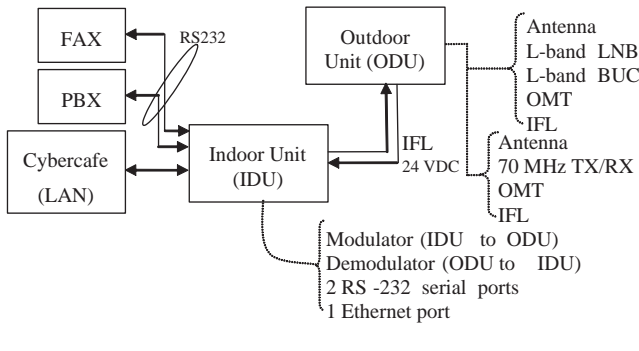 FAX
RS232
PBX
Cybercafe
(LAN)
Indoor Unit
(IDU)
Outdoor
Unit (ODU)
IFL
24 VDC
Antenna
L-band LNB
L-band BUC
OMT
IFL
Antenna
70 MHz TX/RX
OMT
IFL
Modulator (IDU to ODU)
Demodulator (ODU to IDU)
2 RS -232 serial ports
1 Ethernet port